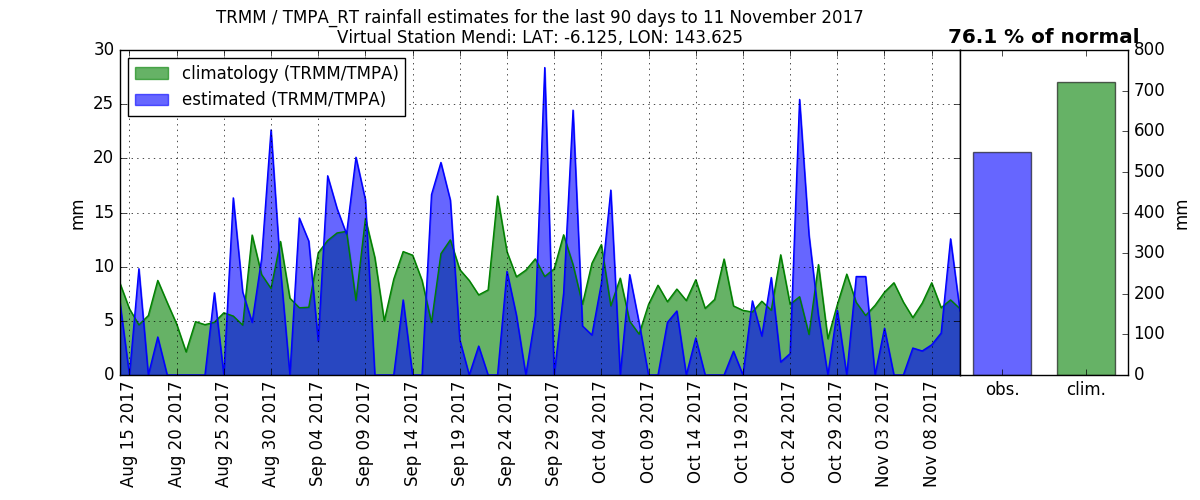 TRMM / TMPA_RT rainfall estimates for the last 90 days to 11 November 2017
Virtual Station Mendi: LAT: -6.125, LON: 143.625
76.1 % of normal
climatology (TRMM/TMPA)
estimated (TRMM/TMPA)
30
25
20
15
10
5
0
mm
Aug 15 2017
Aug 20 2017
Aug 25 2017
Aug 30 2017
Sep 04 2017
Sep 09 2017
Sep 14 2017
Sep 19 2017
Sep 24 2017
Sep 29 2017
Oct 04 2017
Oct 09 2017
Oct 14 2017
Oct 19 2017
Oct 24 2017
Oct 29 2017
Nov 03 2017
Nov 08 2017
obs.
clim.
800
700
600
500
400
300
200
100
0
mm